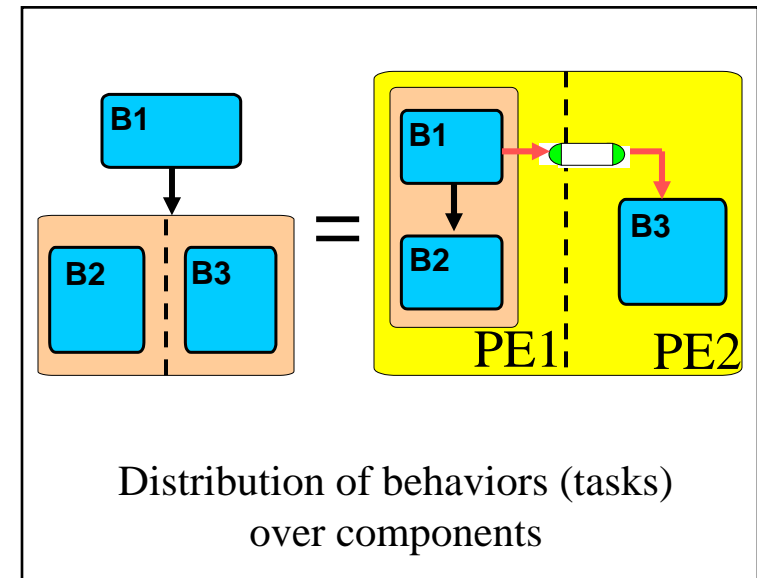 B1
B2
B3
=
B1
B2
B3
PE1
PE2
Distribution of behaviors (tasks)
over components